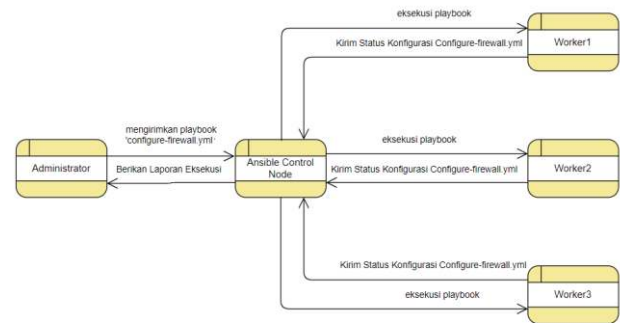 eksekusi playbook
Kirim Status Konfigurasi Configure-firewall.yml
Worker1
mengirimkan playbook
'configure-firewall.yml'
Administrator
Berikan Laporan Eksekusi
Ansible Control
Node
eksekusi playbook
Kirim Status Konfigurasi Configure-firewall.yml
Worker2
Kirim Status Konfigurasi Configure-firewall.yml
eksekusi playbook
Worker3